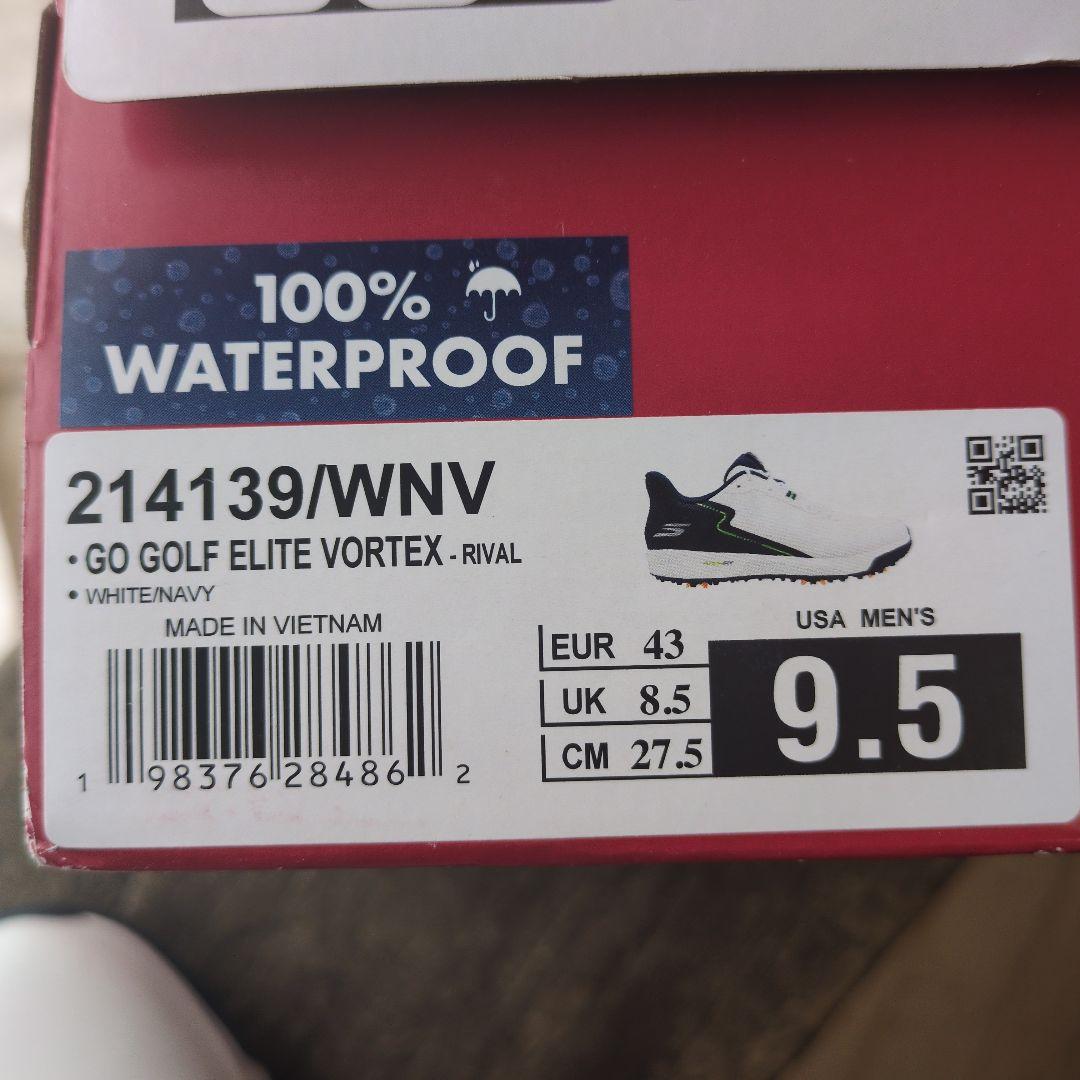 100%
WATERPROOF
214139/WNV
• GO GOLF ELITE VORTEX - RIVAL
• WHITE/NAVY
MADE IN VIETNAM
1 98376 28486 2
EUR 43
UK 8.5
CM 27.5
USA MEN'S
9.5